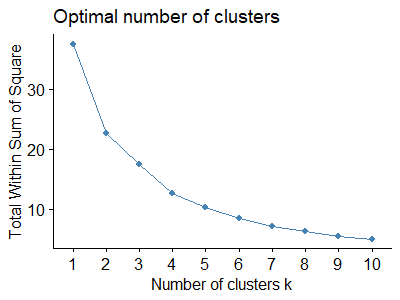 Optimal number of clusters
Total Within Sum of Square
30
20
10
1 2 3 4 5 6 7 8 9 10
Number of clusters k